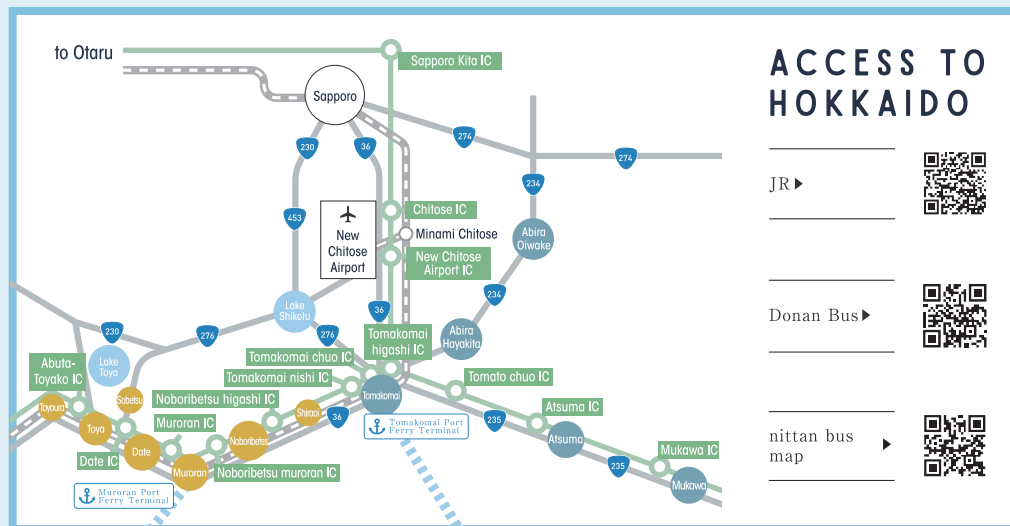 to Otaru
Sapporo Kita IC
Sapporo
230
36
274
274
234
453
New
Chitose
Airport
Chitose IC
Minami Chitose
New Chitose
Airport IC
Abira
Oiwake
234
36
Lake
Shikotu
276
276
230
Abira
Hayakita
Tomakomai
higashi IC
Tomakomai chuo IC
Tomakomai nishi IC
Tomato chuo IC
Abuta-
Toyako IC
Lake
Toya
Sobetsu
Noboribetsu higashi IC
Toyoura
Toya
Date IC
Date
Muroran IC
Muroran
Noboribetss
Noboribetsu muroran IC
Shiraoi
36
Tomakomai
Tomakomai Port
Ferry Terminal
Muroran Port
Ferry Terminal
235
Atsuma IC
Atsuma
235
Mukawa IC
Mukawa
ACCESS TO
HOKKAIDO
JR▶
Donan Bus▶
nittan bus ▶
map